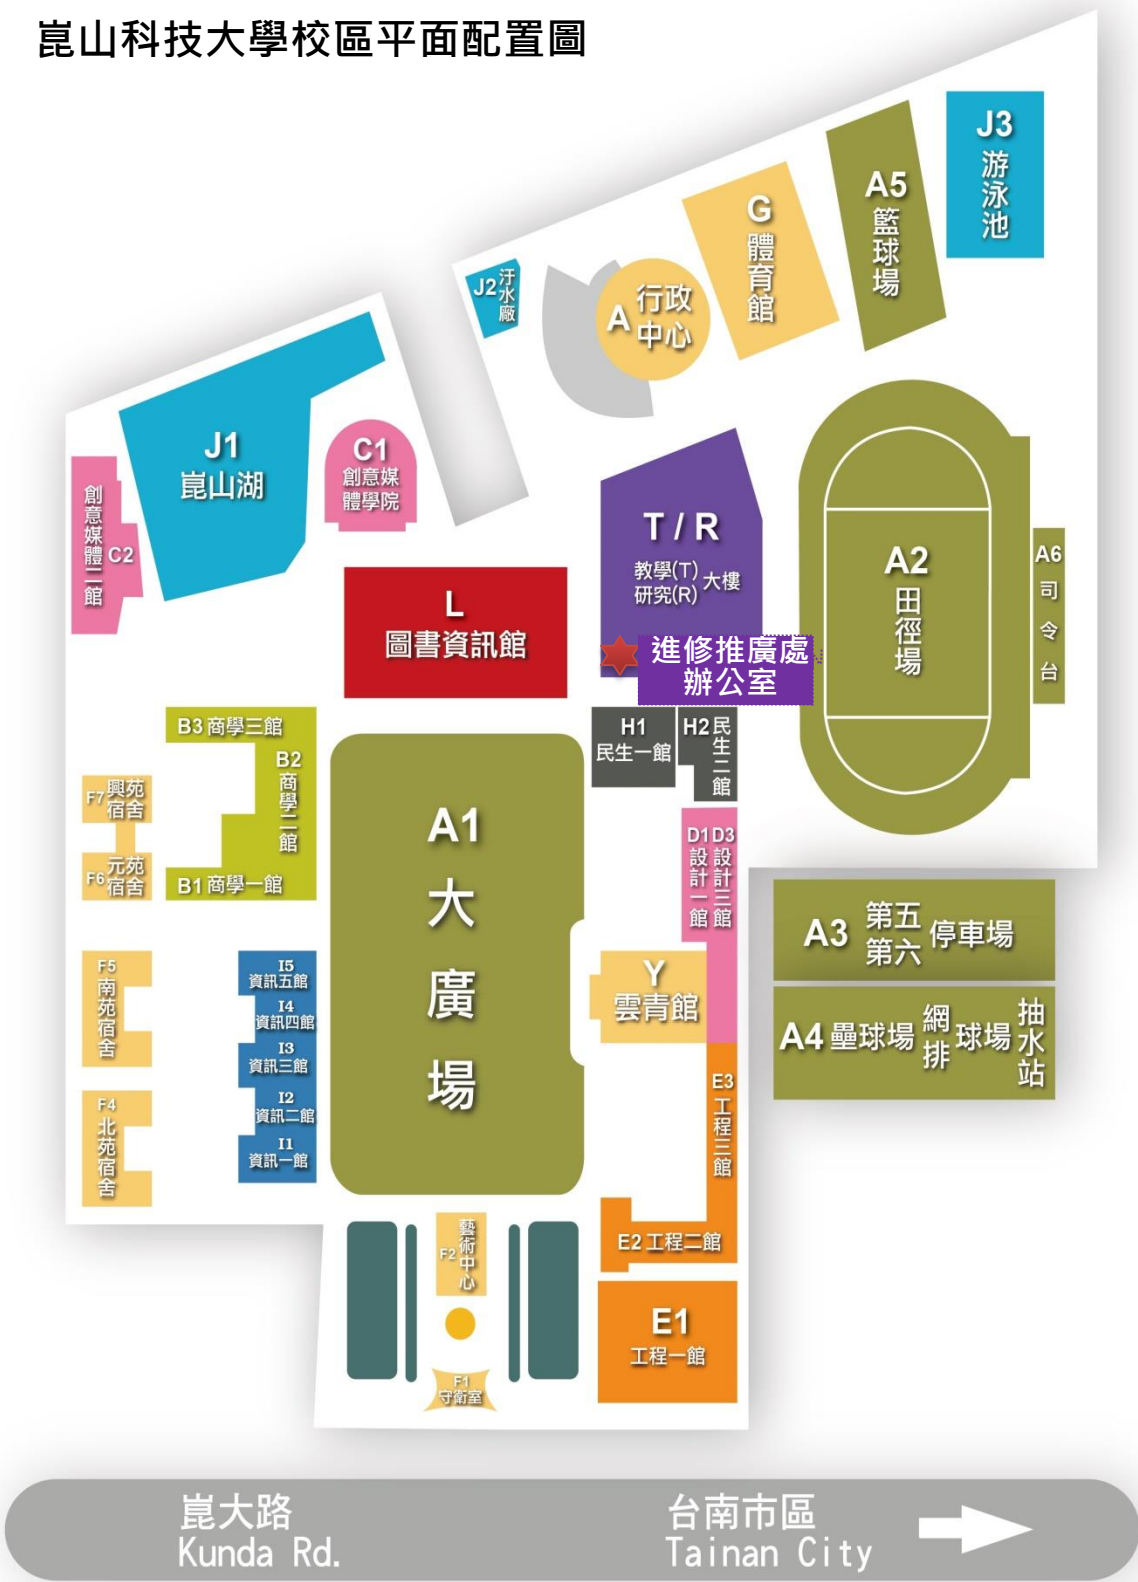 崑山科技大學校區平面配置圖
J3
游泳池
A5
籃球場
G
體育館
A 行政中心
J2 汙水廠
J1
崑山湖
C1
創意媒
體學院
創意媒體二館 C2
T / R
教學(T)
研究(R) 大樓
A2
田徑場
A6
司令台
L
圖書資訊館
進修推廣處
辦公室
B3 商學三館
B2
商學二館
B1 商學一館
H1
民生一館
H2 民生二館
F7 興苑宿舍
F6 元苑宿舍
A1
大廣場
D1 設計一館
D3 設計三館
A3 第五 第六 停車場
A4 壘球場 網排 球場 抽水站
F5
南苑宿舍
I5
資訊五館
I4
資訊四館
I3
資訊三館
I2
資訊二館
I1
資訊一館
Y
雲青館
F4
北苑宿舍
E3
工程三館
F2 藝術中心
E2 工程二館
E1
工程一館
F1
守衛室
崑大路
Kunda Rd.
台南市區
Tainan City